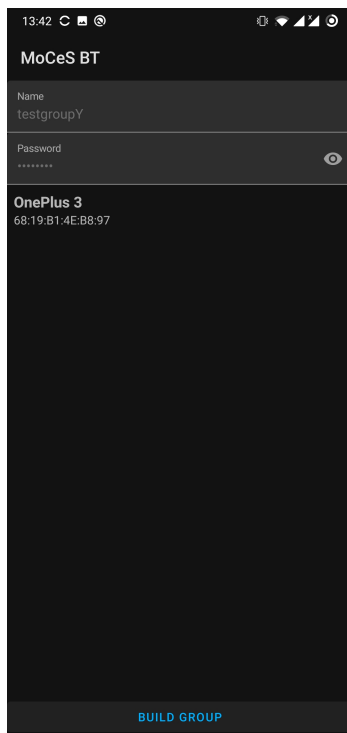 13:42
MoCeS BT
Name
testgroupY
Password
••••••••
OnePlus 3
68:19:B1:4E:B8:97
BUILD GROUP